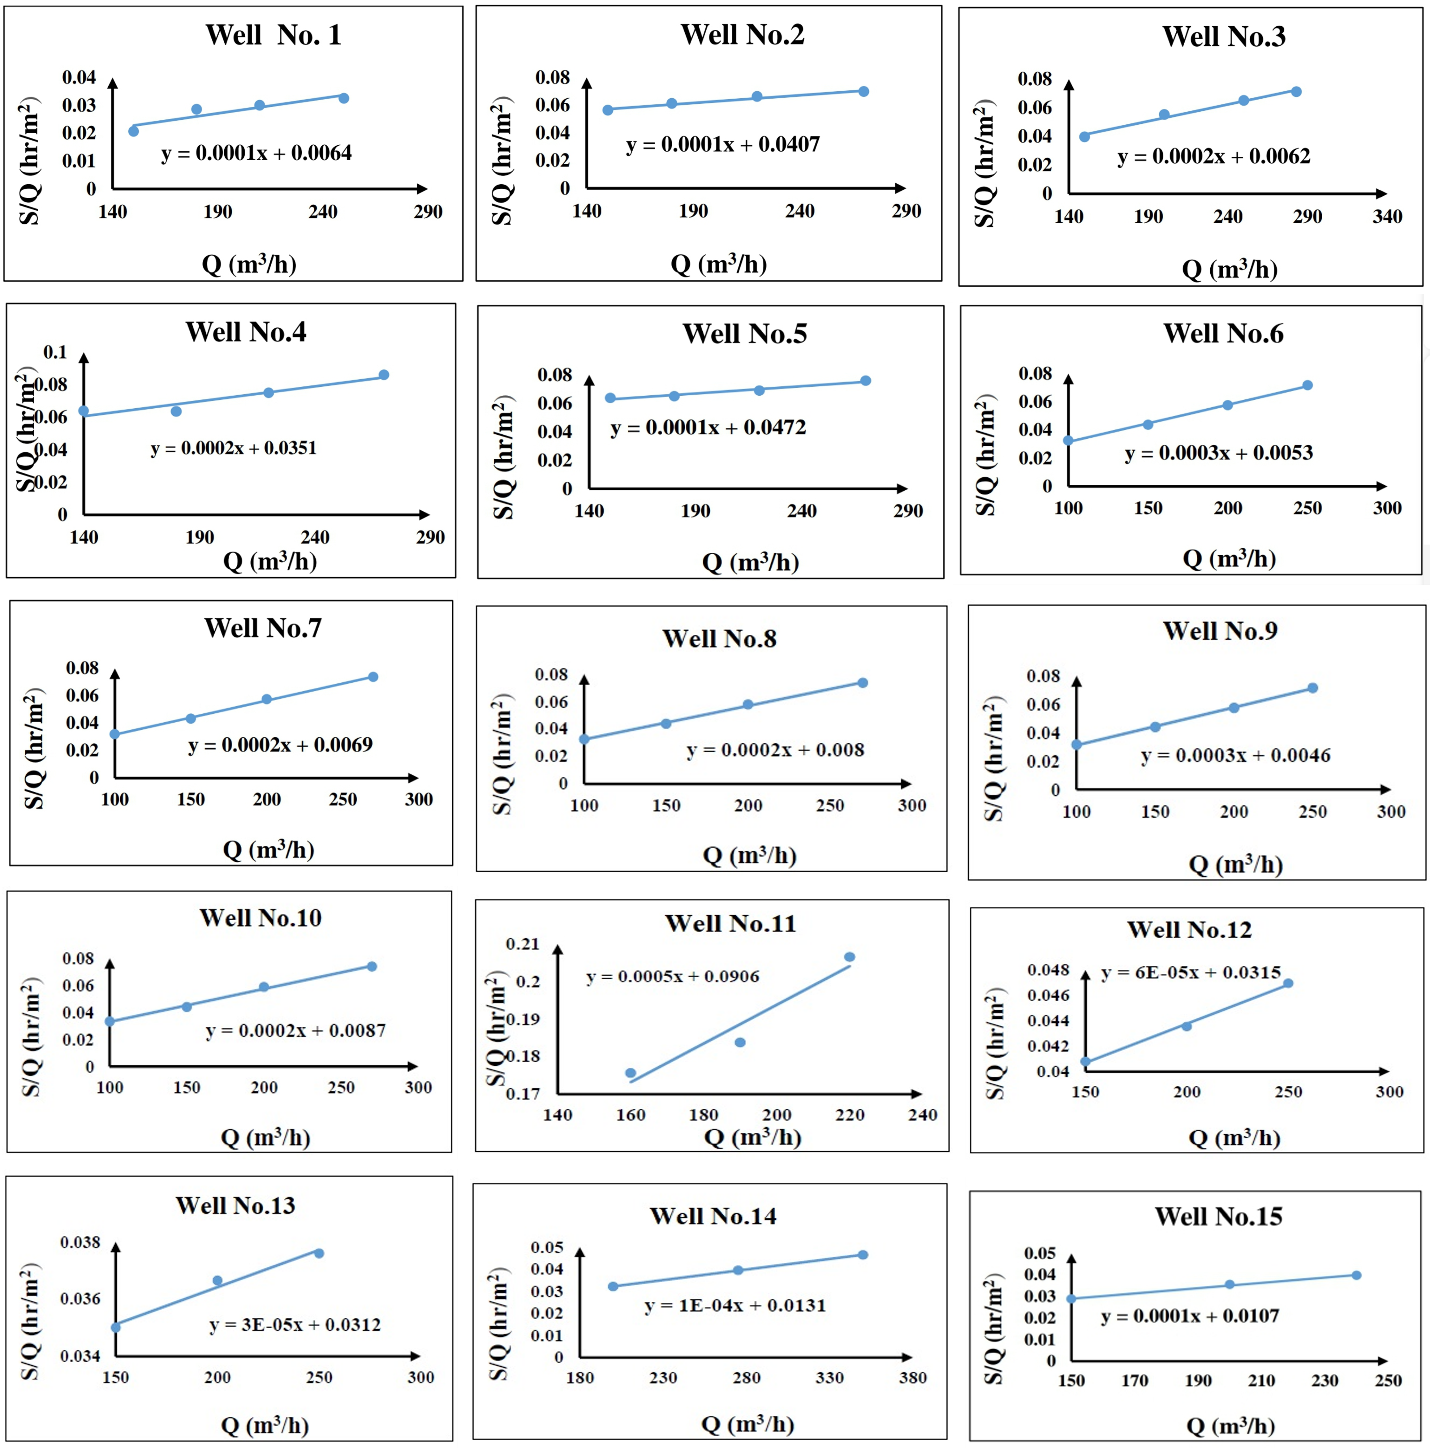 Well No. 1
S/Q (hr/m²)
0.04
0.03
0.02
0.01
0
y = 0.0001x + 0.0064
140 190 240 290
Q (m³/h)
Well No.2
S/Q (hr/m²)
0.08
0.06
0.04
0.02
0
y = 0.0001x + 0.0407
140 190 240 290
Q (m³/h)
Well No.3
S/Q (hr/m²)
0.08
0.06
0.04
0.02
0
y = 0.0002x + 0.0062
140 190 240 290 340
Q (m³/h)
Well No.4
S/Q (hr/m²)
0.1
0.08
0.06
0.04
0.02
0
y = 0.0002x + 0.0351
140 190 240 290
Q (m³/h)
Well No.5
S/Q (hr/m²)
0.08
0.06
0.04
0.02
0
y = 0.0001x + 0.0472
140 190 240 290
Q (m³/h)
Well No.6
S/Q (hr/m²)
0.08
0.06
0.04
0.02
0
y = 0.0003x + 0.0053
100 150 200 250 300
Q (m³/h)
Well No.7
S/Q (hr/m²)
0.08
0.06
0.04
0.02
0
y = 0.0002x + 0.0069
100 150 200 250 300
Q (m³/h)
Well No.8
S/Q (hr/m²)
0.08
0.06
0.04
0.02
0
y = 0.0002x + 0.008
100 150 200 250 300
Q (m³/h)
Well No.9
S/Q (hr/m²)
0.08
0.06
0.04
0.02
0
y = 0.0003x + 0.0046
100 150 200 250 300
Q (m³/h)
Well No.10
S/Q (hr/m²)
0.08
0.06
0.04
0.02
0
y = 0.0002x + 0.0087
100 150 200 250 300
Q (m³/h)
Well No.11
S/Q (hr/m²)
0.21
0.2
0.19
0.18
0.17
y = 0.0005x + 0.0906
140 160 180 200 220 240
Q (m³/h)
Well No.12
S/Q (hr/m²)
0.048
0.046
0.044
0.042
0.04
y = 6E-05x + 0.0315
150 200 250 300
Q (m³/h)
Well No.13
S/Q (hr/m²)
0.038
0.036
0.034
y = 3E-05x + 0.0312
150 200 250 300
Q (m³/h)
Well No.14
S/Q (hr/m²)
0.05
0.04
0.03
0.02
0.01
0
y = 1E-04x + 0.0131
180 230 280 330 380
Q (m³/h)
Well No.15
S/Q (hr/m²)
0.05
0.04
0.03
0.02
0.01
0
y = 0.0001x + 0.0107
150 170 190 210 230 250
Q (m³/h)